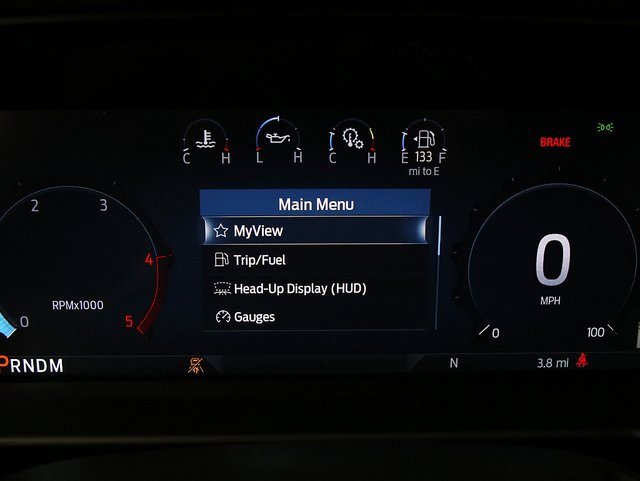 C H
L H
C H
E 133 F
mi to E
BRAKE
2 3
4
5
0
RPMx1000
Main Menu
MyView
Trip/Fuel
Head-Up Display (HUD)
Gauges
0
MPH
0 100
PRNDM
N
3.8 mi